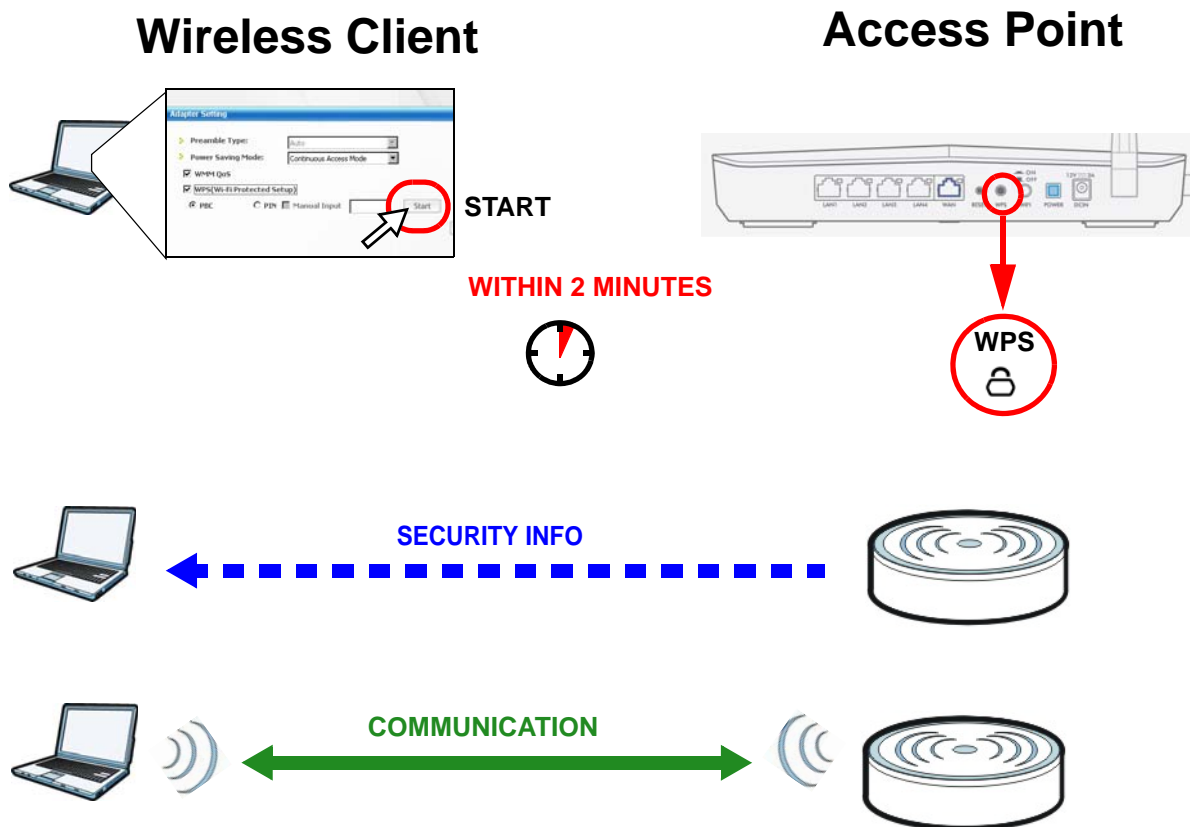 Wireless Client
Access Point
Adapter Setting
Preamble Type: Auto
Power Saving Mode: Continuous Access Mode
WMM QoS
WPS(Wi-Fi Protected Setup)
PBC PIN Manual Input Start
START
12V 2A
ON
OFF
LAN1 LAN2 LAN3 LAN4 WAN RESET WPS WIFI POWER DCIN
WITHIN 2 MINUTES
WPS
SECURITY INFO
COMMUNICATION